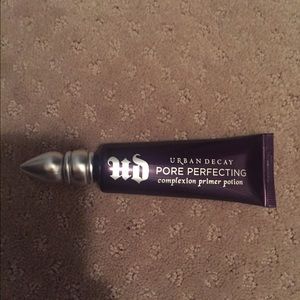 UD
URBAN DECAY
PORE PERFECTING
complexion primer potion